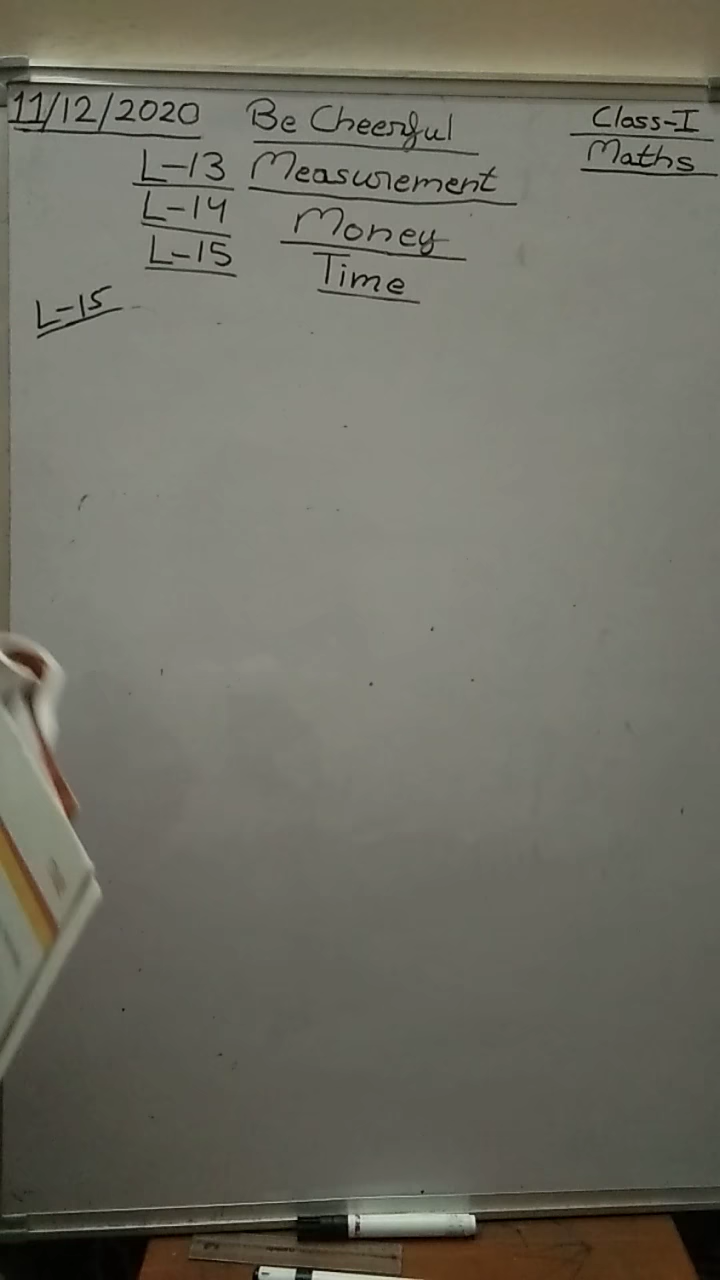 11/12/2020 Be Cheerful Class-I
Maths
L-13 Measurement
L-14 Money
L-15 Time
L-15